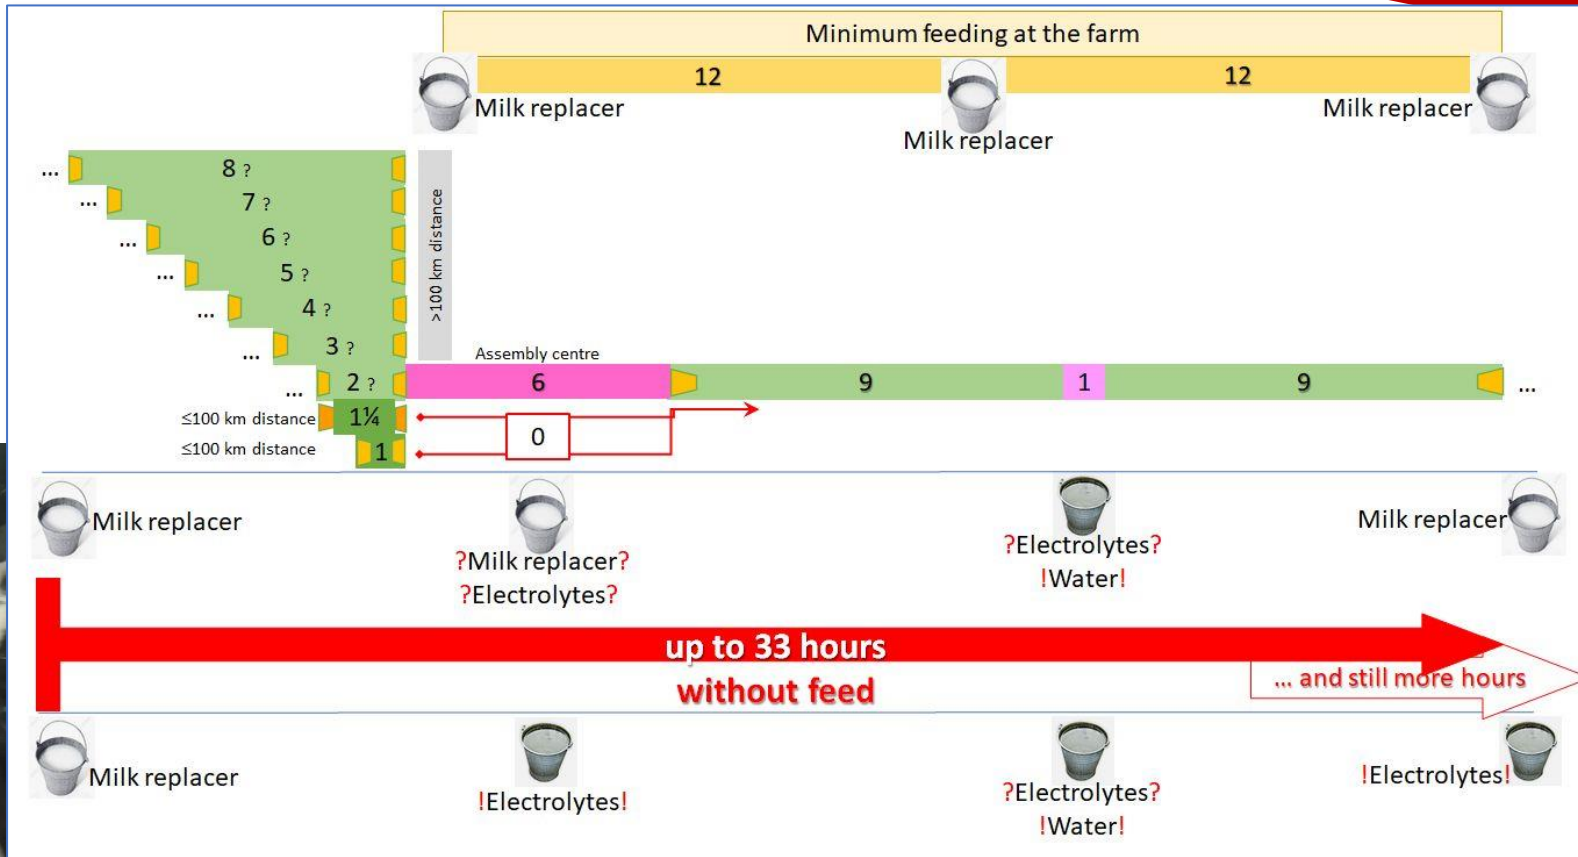 Minimum feeding at the farm
12
12
Milk replacer
Milk replacer
Milk replacer
... 8 ?
... 7 ?
... 6 ?
... 5 ?
... 4 ?
... 3 ?
>100 km distance
Assembly centre
... 2 ?
6
9
1
9
...
≤100 km distance
1¼
0
≤100 km distance
1
Milk replacer
?Milk replacer?
?Electrolytes?
?Electrolytes?
!Water!
Milk replacer
up to 33 hours
without feed
... and still more hours
Milk replacer
!Electrolytes!
?Electrolytes?
!Water!
!Electrolytes!